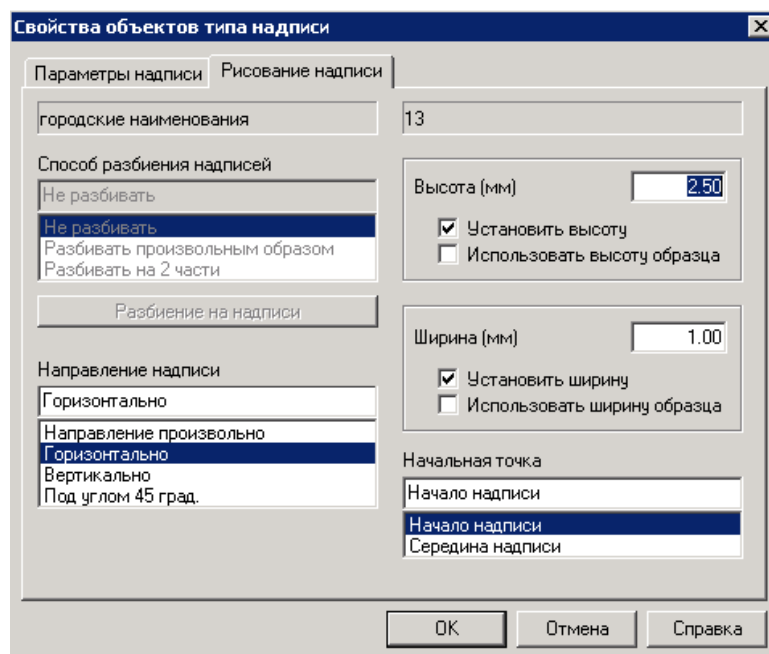 Свойства объектов типа надписи
Параметры надписи
Рисование надписи
городские наименования
13
Способ разбиения надписей
Не разбивать
Не разбивать
Разбивать произвольным образом
Разбивать на 2 части
Разбиение на надписи
Направление надписи
Горизонтально
Направление произвольно
Горизонтально
Вертикально
Под углом 45 град.
Высота (мм)
2.50
Установить высоту
Использовать высоту образца
Ширина (мм)
1.00
Установить ширину
Использовать ширину образца
Начальная точка
Начало надписи
Начало надписи
Середина надписи
OK
Отмена
Справка